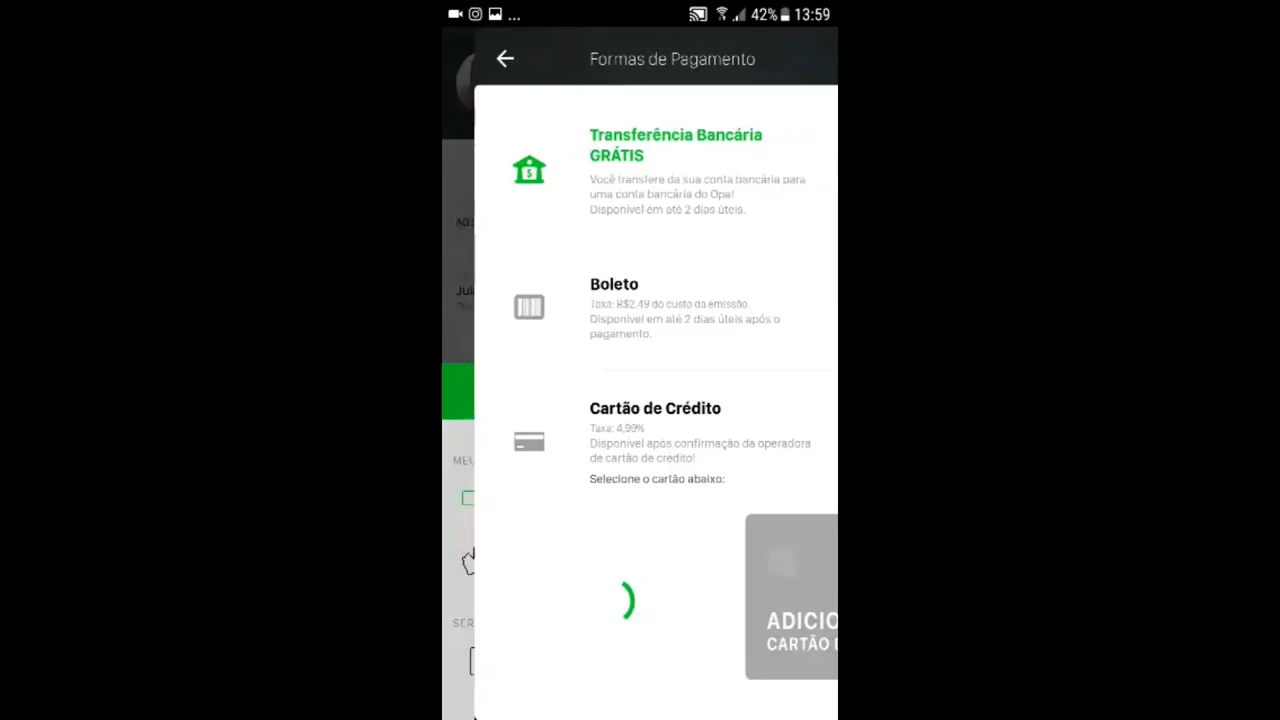 ... 42% 13:59
Formas de Pagamento
Transferência Bancária
GRÁTIS
Você transfere da sua conta bancária para
uma conta bancária do Opa!
Disponível em até 2 dias úteis.
Boleto
Taxa: R$2,49 do custo da emissão.
Disponível em até 2 dias úteis após o
pagamento.
Cartão de Crédito
Taxa: 4,99%
Disponível após confirmação da operadora
de cartão de crédito!
Selecione o cartão abaixo:
ADICIO
CARTÃO
MEU
SER